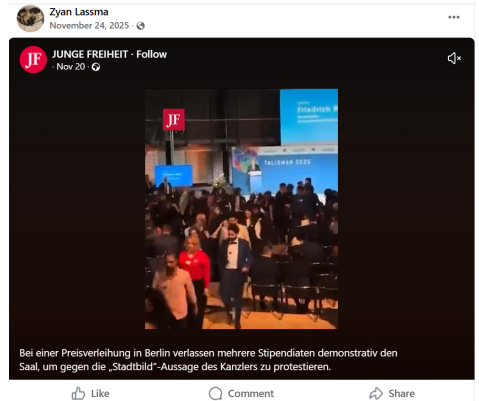 Zyan Lassma
November 24, 2025 ·
JF
JUNGE FREIHEIT · Follow
· Nov 20 ·
JF
Friedrich
TALISMAN 2025
Bei einer Preisverleihung in Berlin verlassen mehrere Stipendiaten demonstrativ den
Saal, um gegen die „Stadtbild“-Aussage des Kanzlers zu protestieren.
Like
Comment
Share